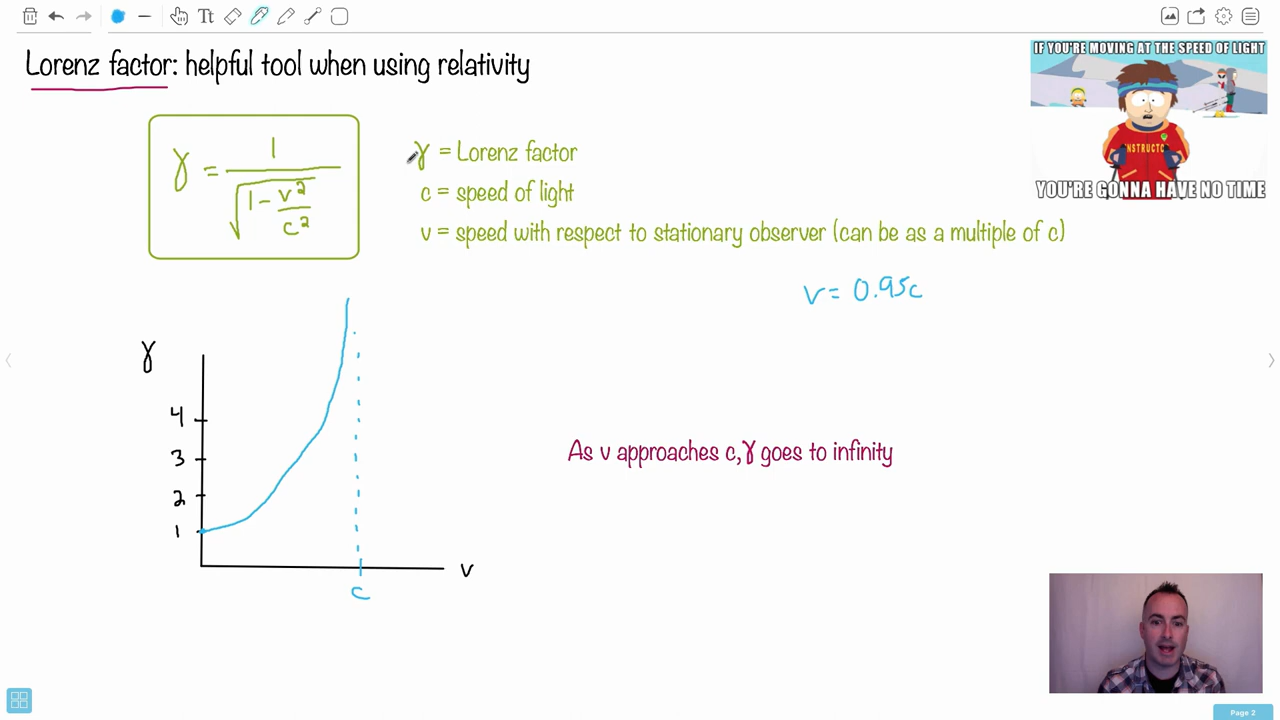 Tt
Lorenz factor: helpful tool when using relativity
IF YOU'RE MOVING AT THE SPEED OF LIGHT
INSTRUCTOR
YOU'RE GONNA HAVE NO TIME
γ = 1 / √(1 - v²/c²)
γ = Lorenz factor
c = speed of light
v = speed with respect to stationary observer (can be as a multiple of c)
v = 0.95c
γ
4
3
2
1
v
c
As v approaches c, γ goes to infinity
Page 2